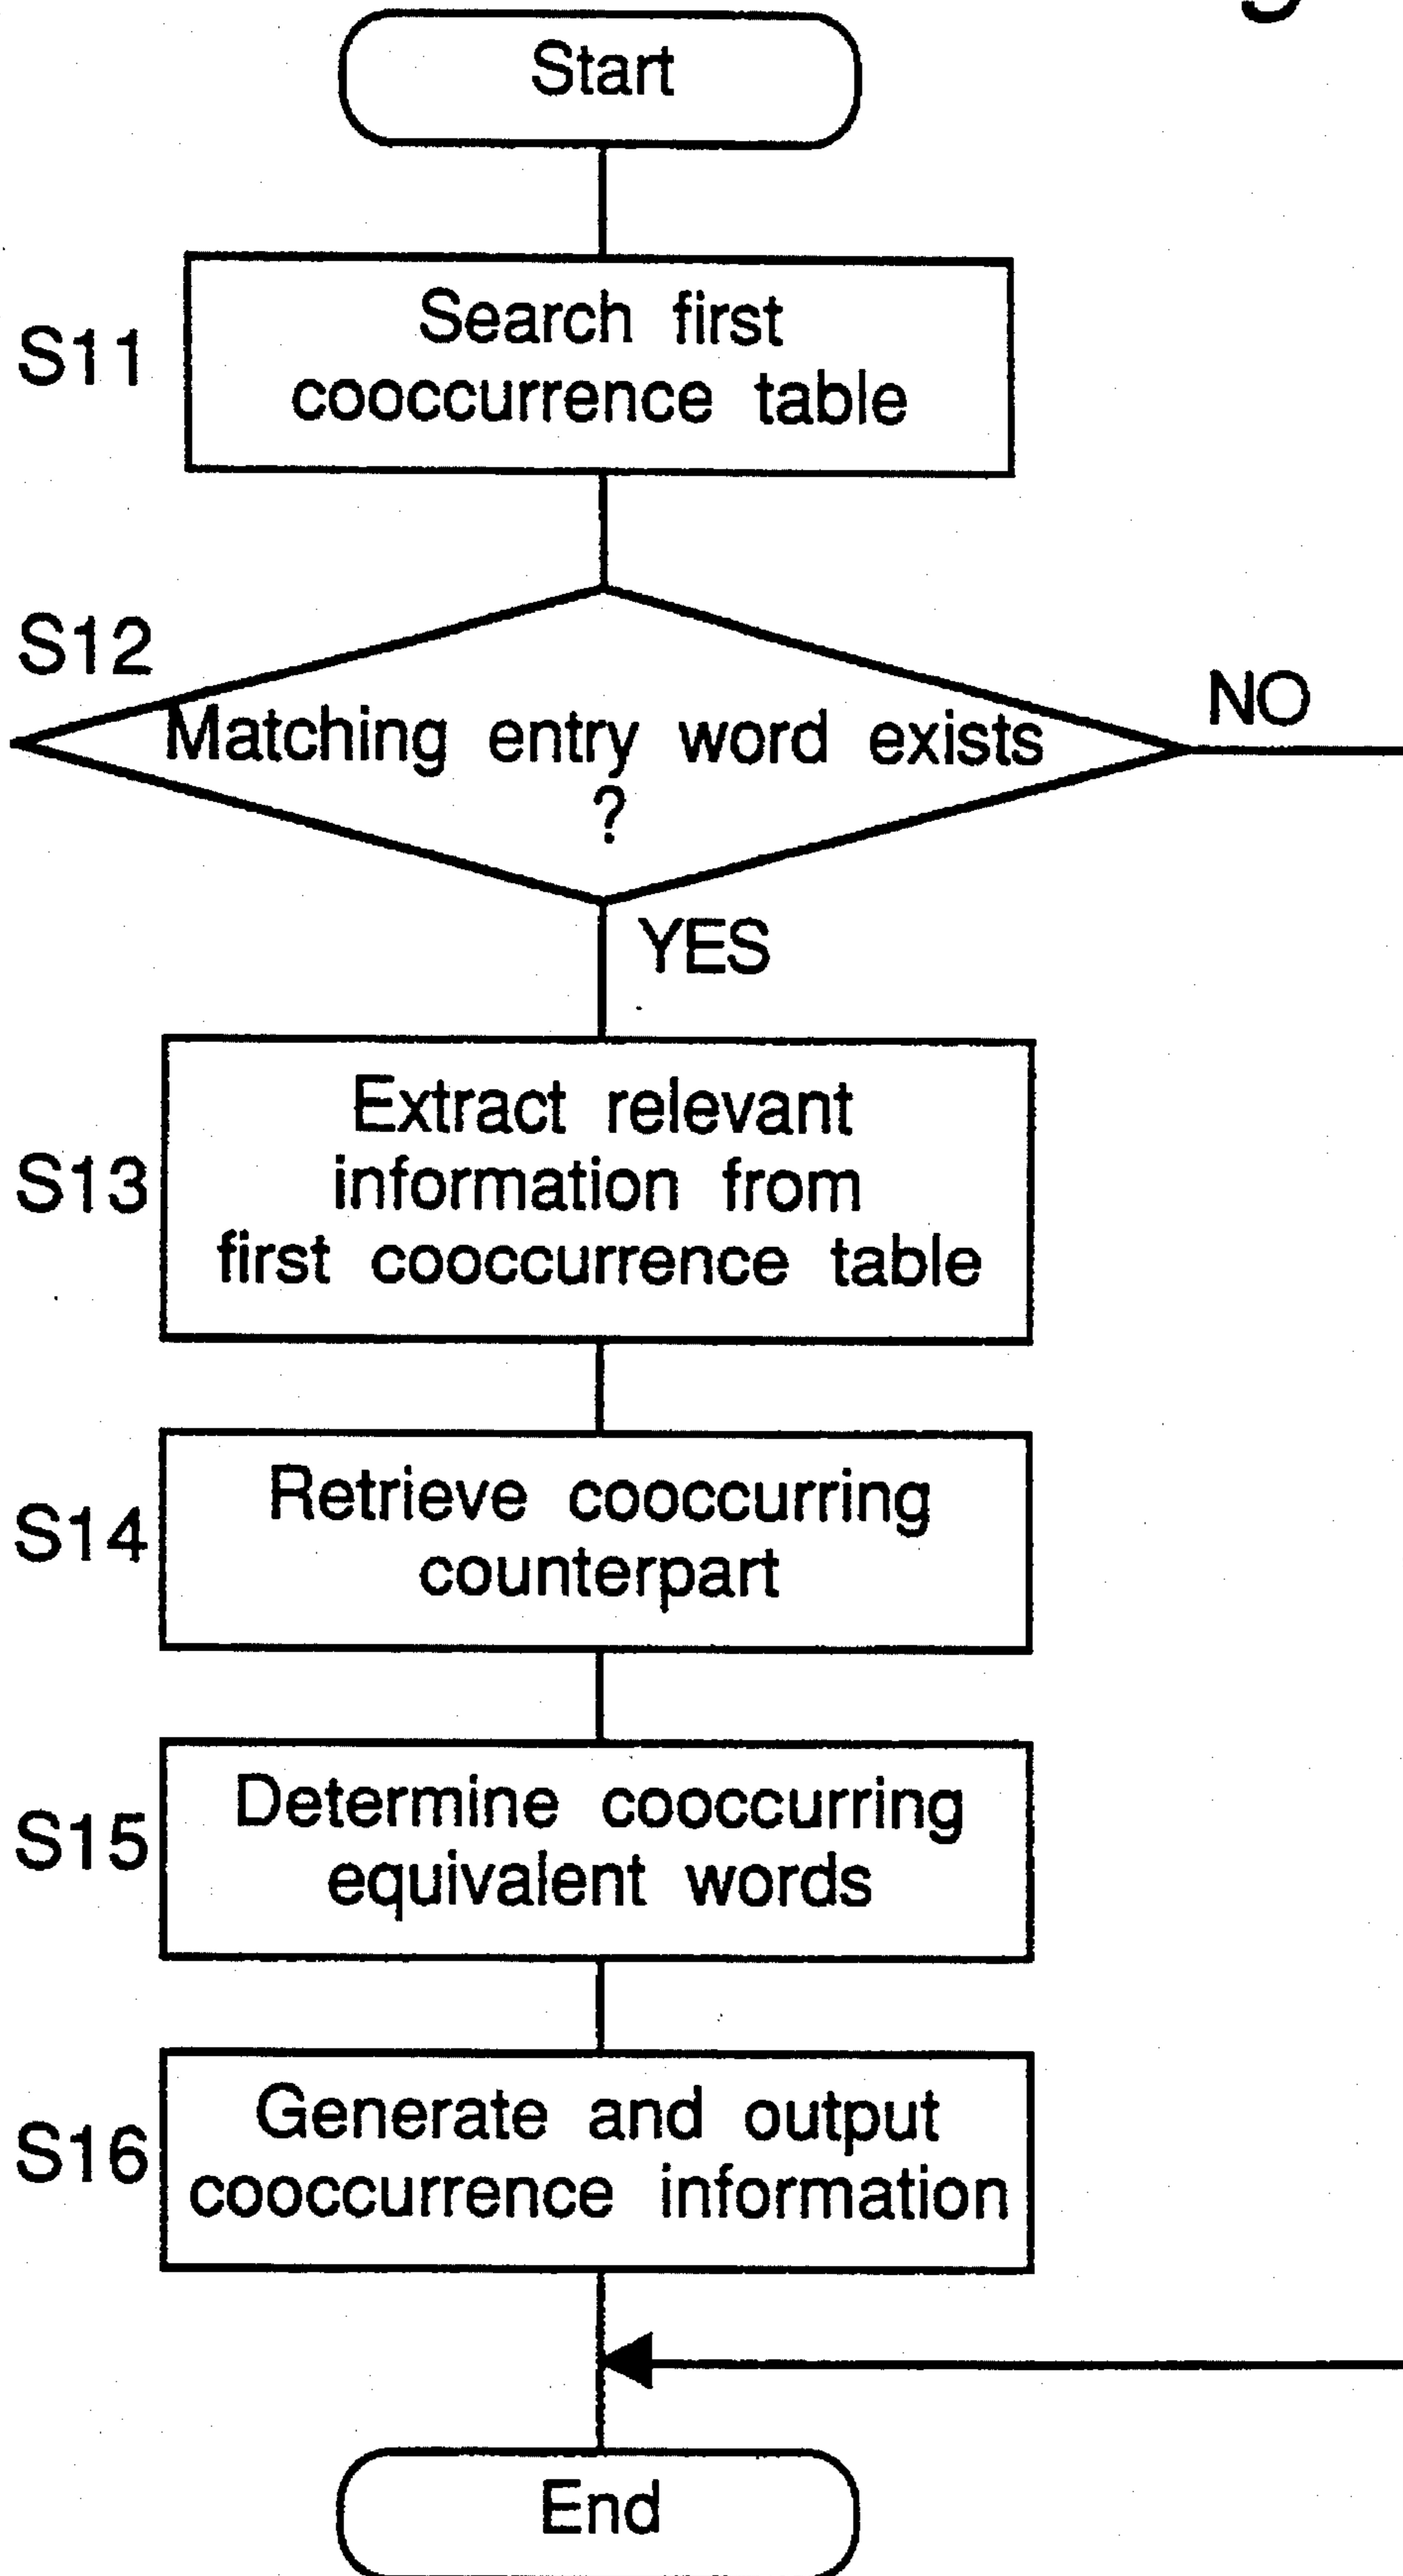 Start
S11
Search first
cooccurrence table
S12
Matching entry word exists
?
NO
YES
S13
Extract relevant
information from
first cooccurrence table
S14
Retrieve cooccurring
counterpart
S15
Determine cooccurring
equivalent words
S16
Generate and output
cooccurrence information
End